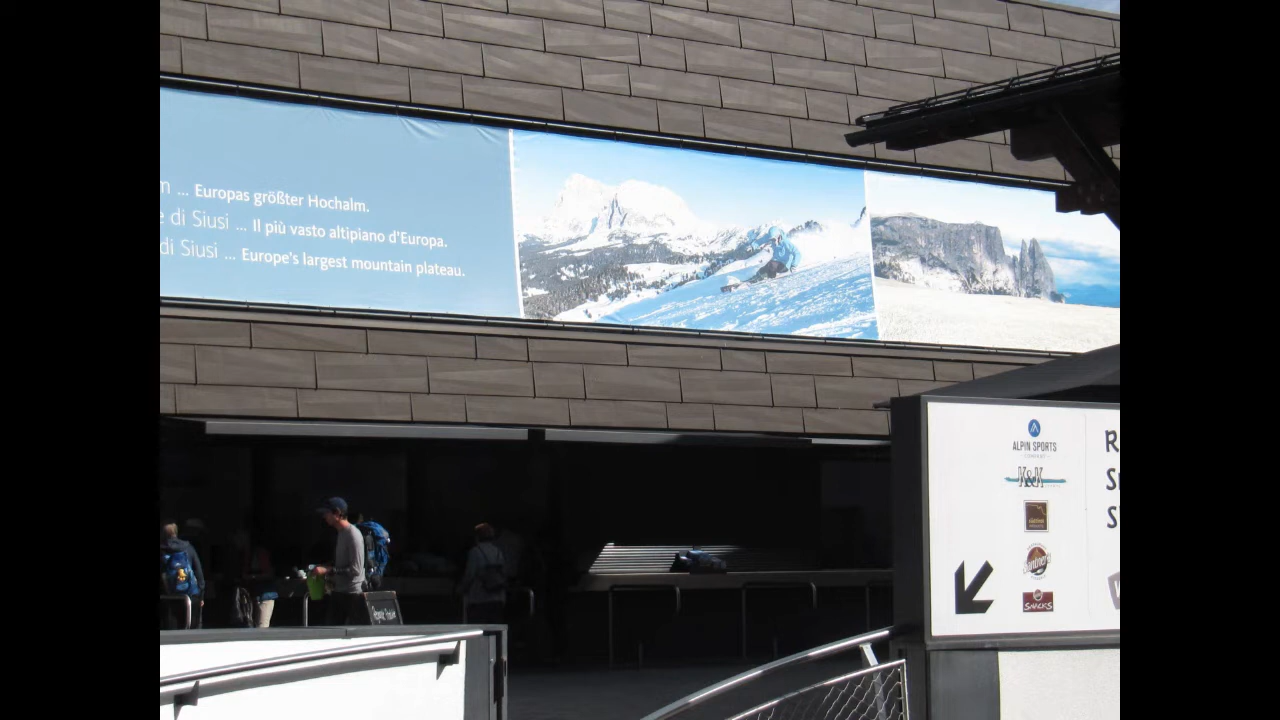 m ... Europas größter Hochalm.
e di Siusi ... Il più vasto altipiano d'Europa.
di Siusi ... Europe's largest mountain plateau.
ALPIN SPORTS
K&K
SNACKS
R
S
S